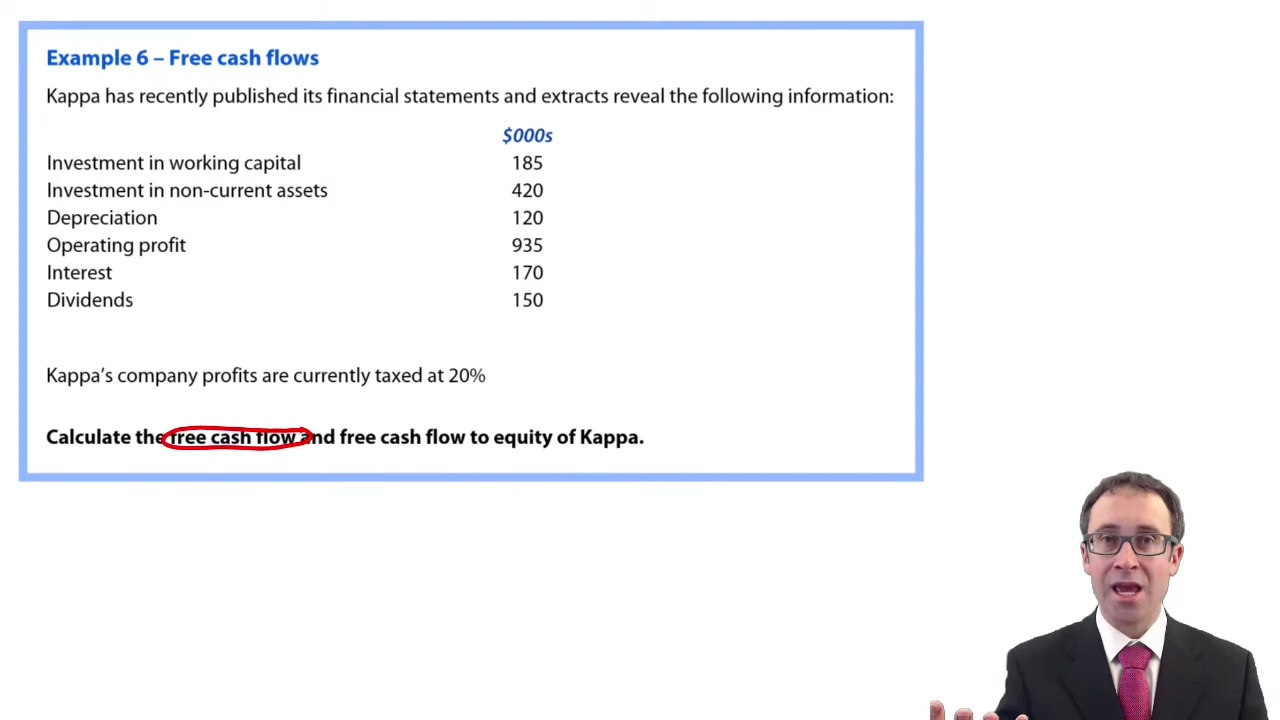 Example 6 – Free cash flows
Kappa has recently published its financial statements and extracts reveal the following information:
$000s
Investment in working capital 185
Investment in non-current assets 420
Depreciation 120
Operating profit 935
Interest 170
Dividends 150
Kappa’s company profits are currently taxed at 20%
Calculate the free cash flow and free cash flow to equity of Kappa.